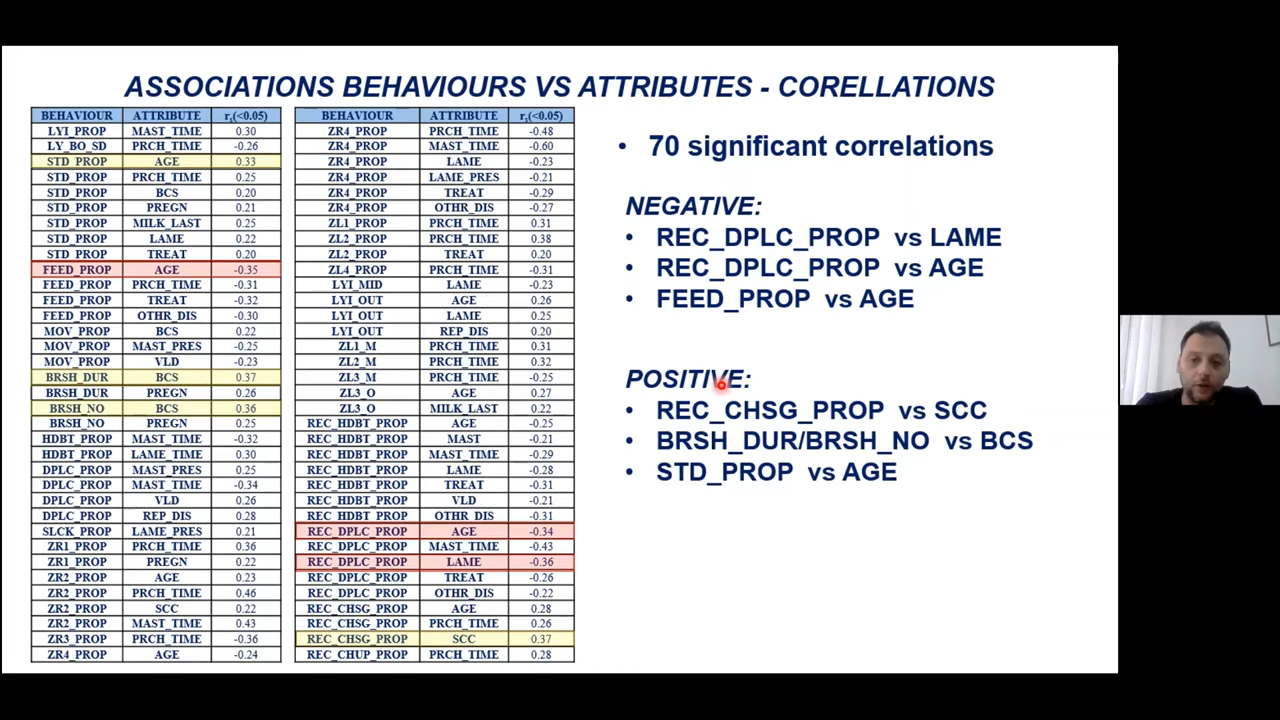 ASSOCIATIONS BEHAVIOURS VS ATTRIBUTES - CORELLATIONS
BEHAVIOUR ATTRIBUTE rs(<0.05)
LYI_PROP MAST_TIME 0.30
LY_BO_SD PRCH_TIME -0.26
STD_PROP AGE 0.33
STD_PROP PRCH_TIME 0.25
STD_PROP BCS 0.20
STD_PROP PREGN 0.21
STD_PROP MILK_LAST 0.25
STD_PROP LAME 0.22
STD_PROP TREAT 0.20
FEED_PROP AGE -0.35
FEED_PROP PRCH_TIME -0.31
FEED_PROP TREAT -0.32
FEED_PROP OTHR_DIS -0.30
MOV_PROP BCS 0.22
MOV_PROP MAST_PRES -0.25
MOV_PROP VLD -0.23
BRSH_DUR BCS 0.37
BRSH_DUR PREGN 0.26
BRSH_NO BCS 0.36
BRSH_NO PREGN 0.25
HDBT_PROP MAST_TIME -0.32
HDBT_PROP LAME_TIME 0.30
DPLC_PROP MAST_PRES 0.25
DPLC_PROP MAST_TIME -0.34
DPLC_PROP VLD 0.26
DPLC_PROP REP_DIS 0.28
SLCK_PROP LAME_PRES 0.21
ZR1_PROP PRCH_TIME 0.36
ZR1_PROP PREGN 0.22
ZR2_PROP AGE 0.23
ZR2_PROP PRCH_TIME 0.46
ZR2_PROP SCC 0.22
ZR2_PROP MAST_TIME 0.43
ZR3_PROP PRCH_TIME -0.36
ZR4_PROP AGE -0.24
BEHAVIOUR ATTRIBUTE rs(<0.05)
ZR4_PROP PRCH_TIME -0.48
ZR4_PROP MAST_TIME -0.60
ZR4_PROP LAME -0.23
ZR4_PROP LAME_PRES -0.21
ZR4_PROP TREAT -0.29
ZR4_PROP OTHR_DIS -0.27
ZL1_PROP PRCH_TIME 0.31
ZL2_PROP PRCH_TIME 0.38
ZL2_PROP TREAT 0.20
ZL4_PROP PRCH_TIME -0.31
LYI_MID LAME -0.23
LYI_OUT AGE 0.26
LYI_OUT LAME 0.25
LYI_OUT REP_DIS 0.20
ZL1_M PRCH_TIME 0.31
ZL2_M PRCH_TIME 0.32
ZL3_M PRCH_TIME -0.25
ZL3_O AGE 0.27
ZL3_O MILK_LAST 0.22
REC_HDBT_PROP AGE -0.25
REC_HDBT_PROP MAST -0.21
REC_HDBT_PROP MAST_TIME -0.29
REC_HDBT_PROP LAME -0.28
REC_HDBT_PROP TREAT -0.31
REC_HDBT_PROP VLD -0.21
REC_HDBT_PROP OTHR_DIS -0.31
REC_DPLC_PROP AGE -0.34
REC_DPLC_PROP MAST_TIME -0.43
REC_DPLC_PROP LAME -0.36
REC_DPLC_PROP TREAT -0.26
REC_DPLC_PROP OTHR_DIS -0.22
REC_CHSG_PROP AGE 0.28
REC_CHSG_PROP PRCH_TIME 0.26
REC_CHSG_PROP SCC 0.37
REC_CHUP_PROP PRCH_TIME 0.28
• 70 significant correlations
NEGATIVE:
• REC_DPLC_PROP vs LAME
• REC_DPLC_PROP vs AGE
• FEED_PROP vs AGE
POSITIVE:
• REC_CHSG_PROP vs SCC
• BRSH_DUR/BRSH_NO vs BCS
• STD_PROP vs AGE